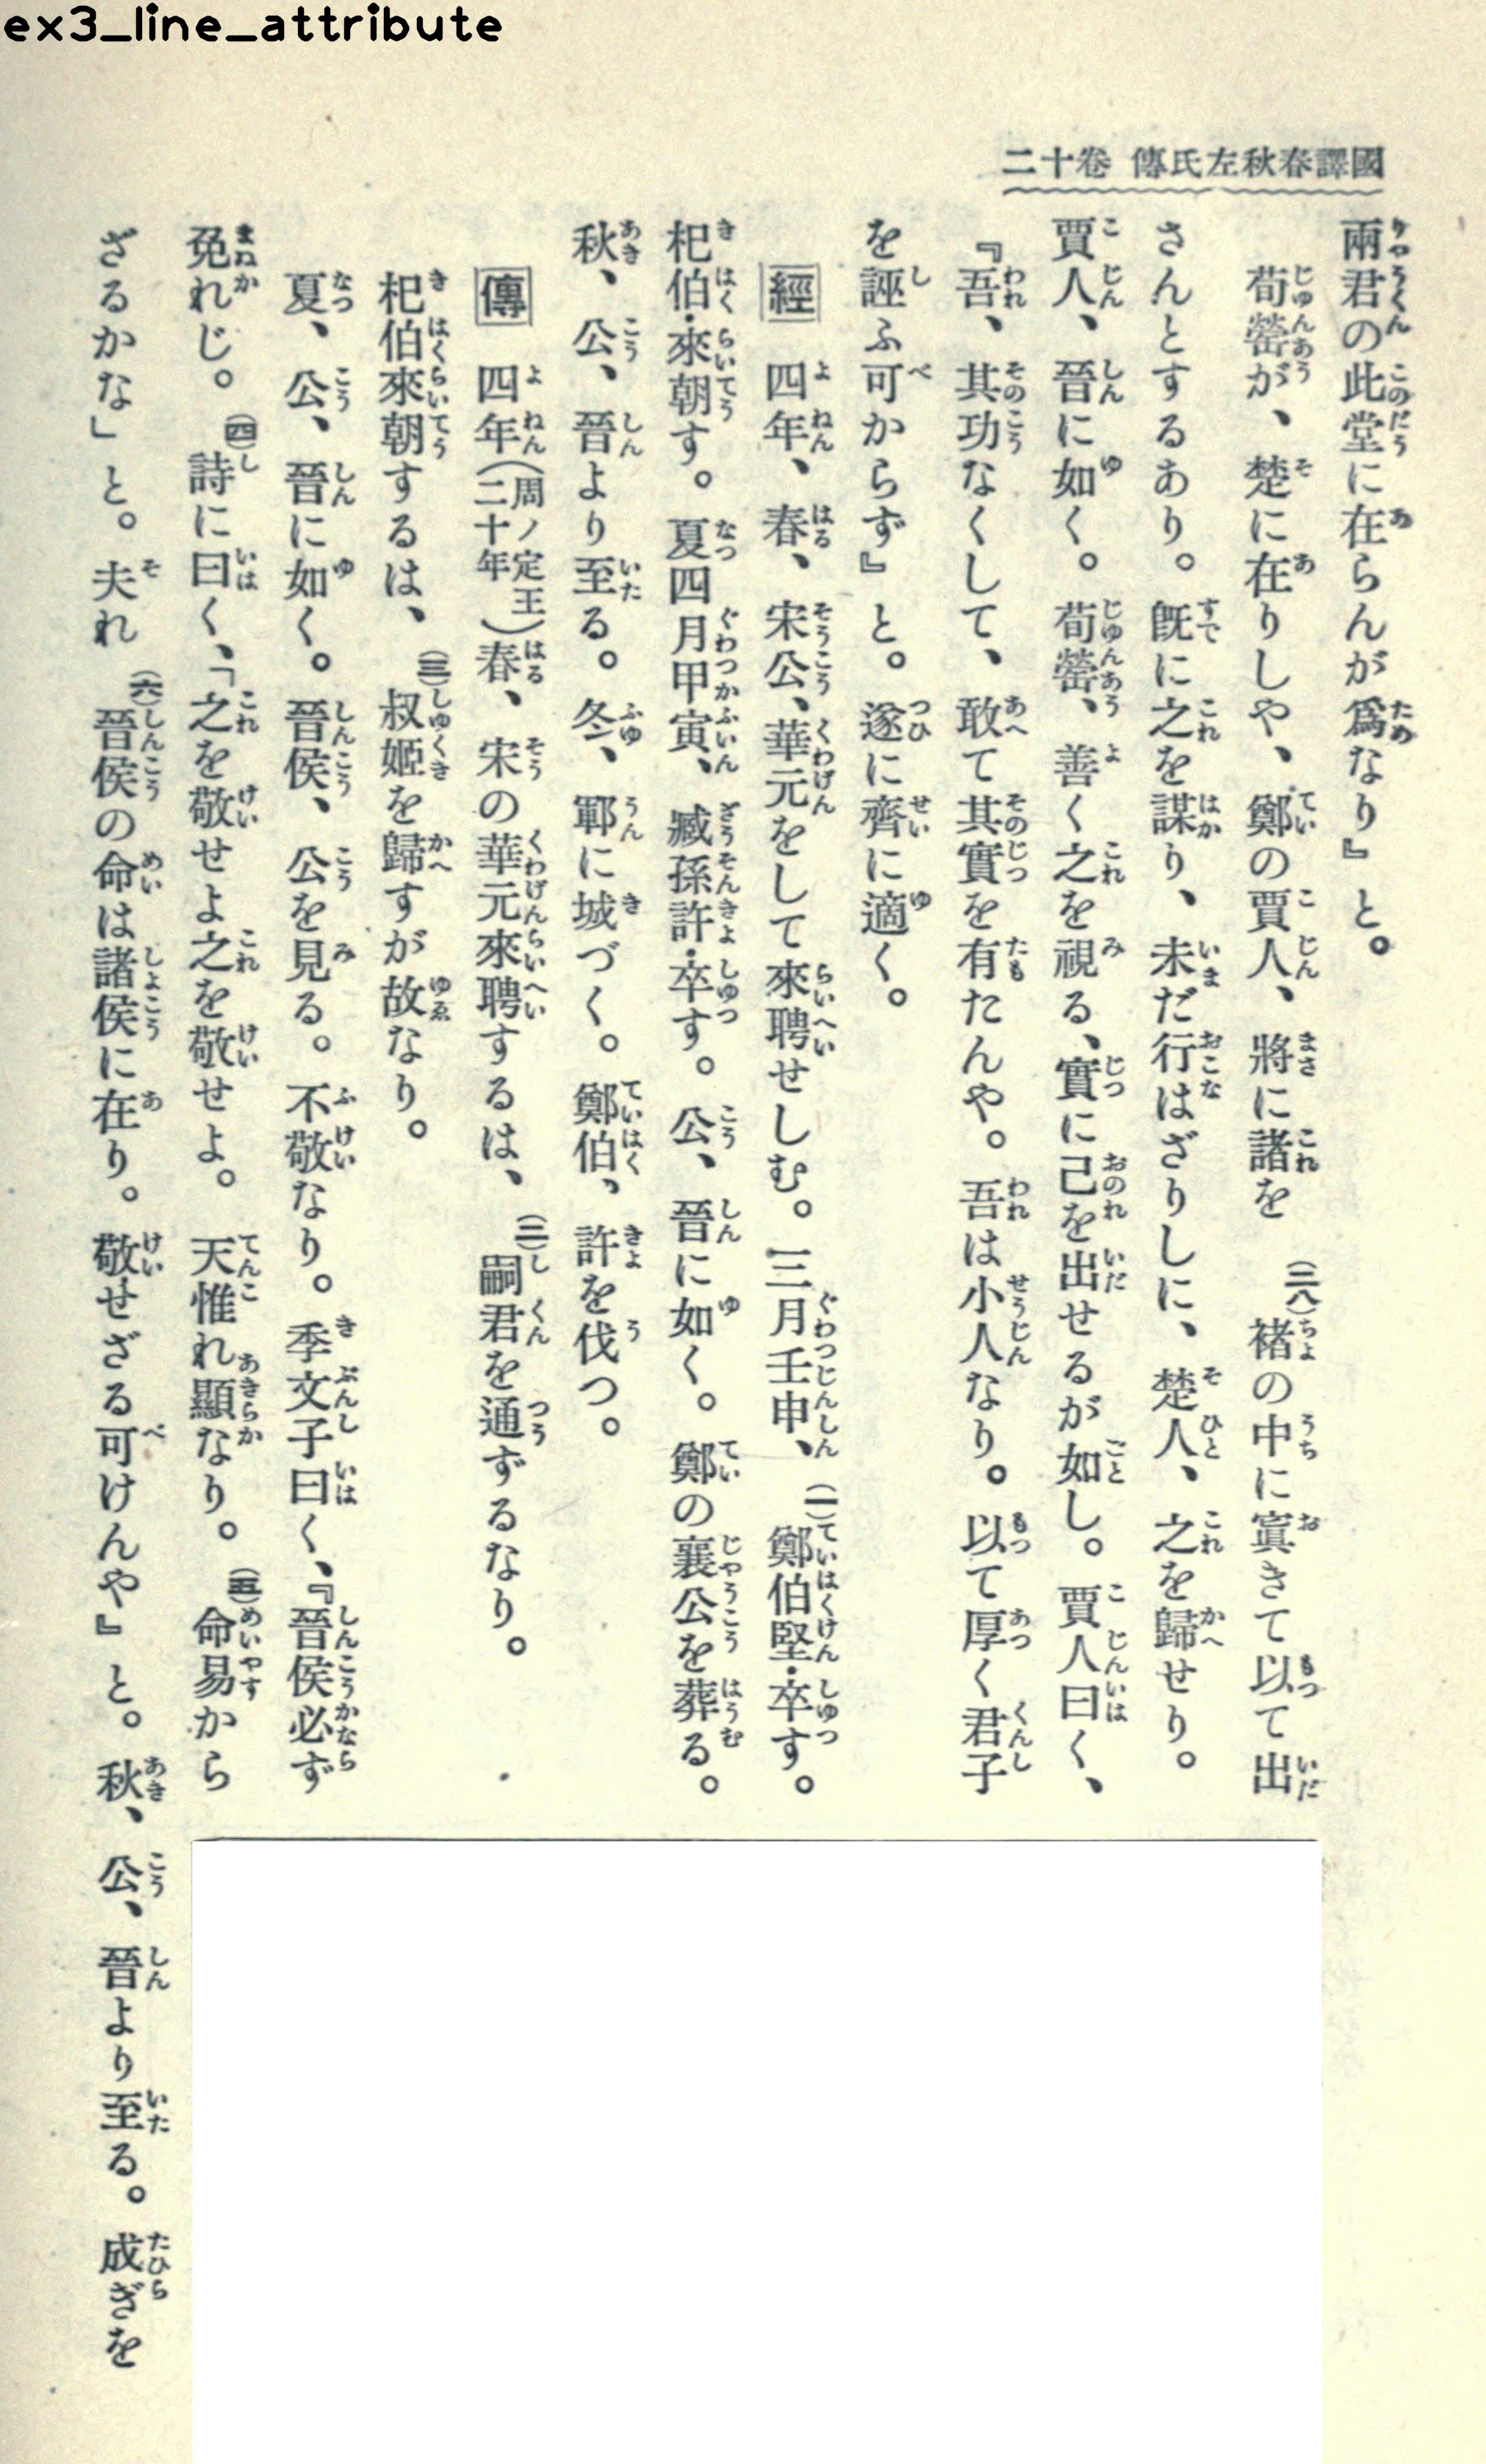 ex3_line_attribute
國譯春秋左氏傳 卷十二
兩君の此堂に在らんが爲なり』と。
荀罃が、楚に在りしや、鄭の賈人、將に諸を(二八)褚の中に寘きて以て出
さんとするあり。既に之を謀り、未だ行はざりしに、楚人、之を歸せり。
賈人、晉に如く。荀罃、善く之を視る、實に己を出せるが如し。賈人曰く、
『吾、其功なくして、敢て其實を有たんや。吾は小人なり。以て厚く君子
を誣ふ可からず』と。遂に齊に適く。
經 四年、春、宋公、華元をして來聘せしむ。三月壬申、(一)鄭伯堅・卒す。
杞伯・來朝す。夏四月甲寅、臧孫許・卒す。公、晉に如く。鄭の襄公を葬る。
秋、公、晉より至る。冬、鄆に城づく。鄭伯、許を伐つ。
傳 四年(周ノ定王二十年)春、宋の華元來聘するは、(二)嗣君を通ずるなり。
杞伯來朝するは、(三)叔姬を歸すが故なり。
夏、公、晉に如く。晉侯、公を見る。不敬なり。季文子曰く、『晉侯必ず
免れじ。(四)詩に曰く、「之を敬せよ之を敬せよ。天惟れ顯なり。(五)命易から
ざるかな」と。夫れ(六)晉侯の命は諸侯に在り。敬せざる可けんや』と。秋、公、晉より至る。成ぎを